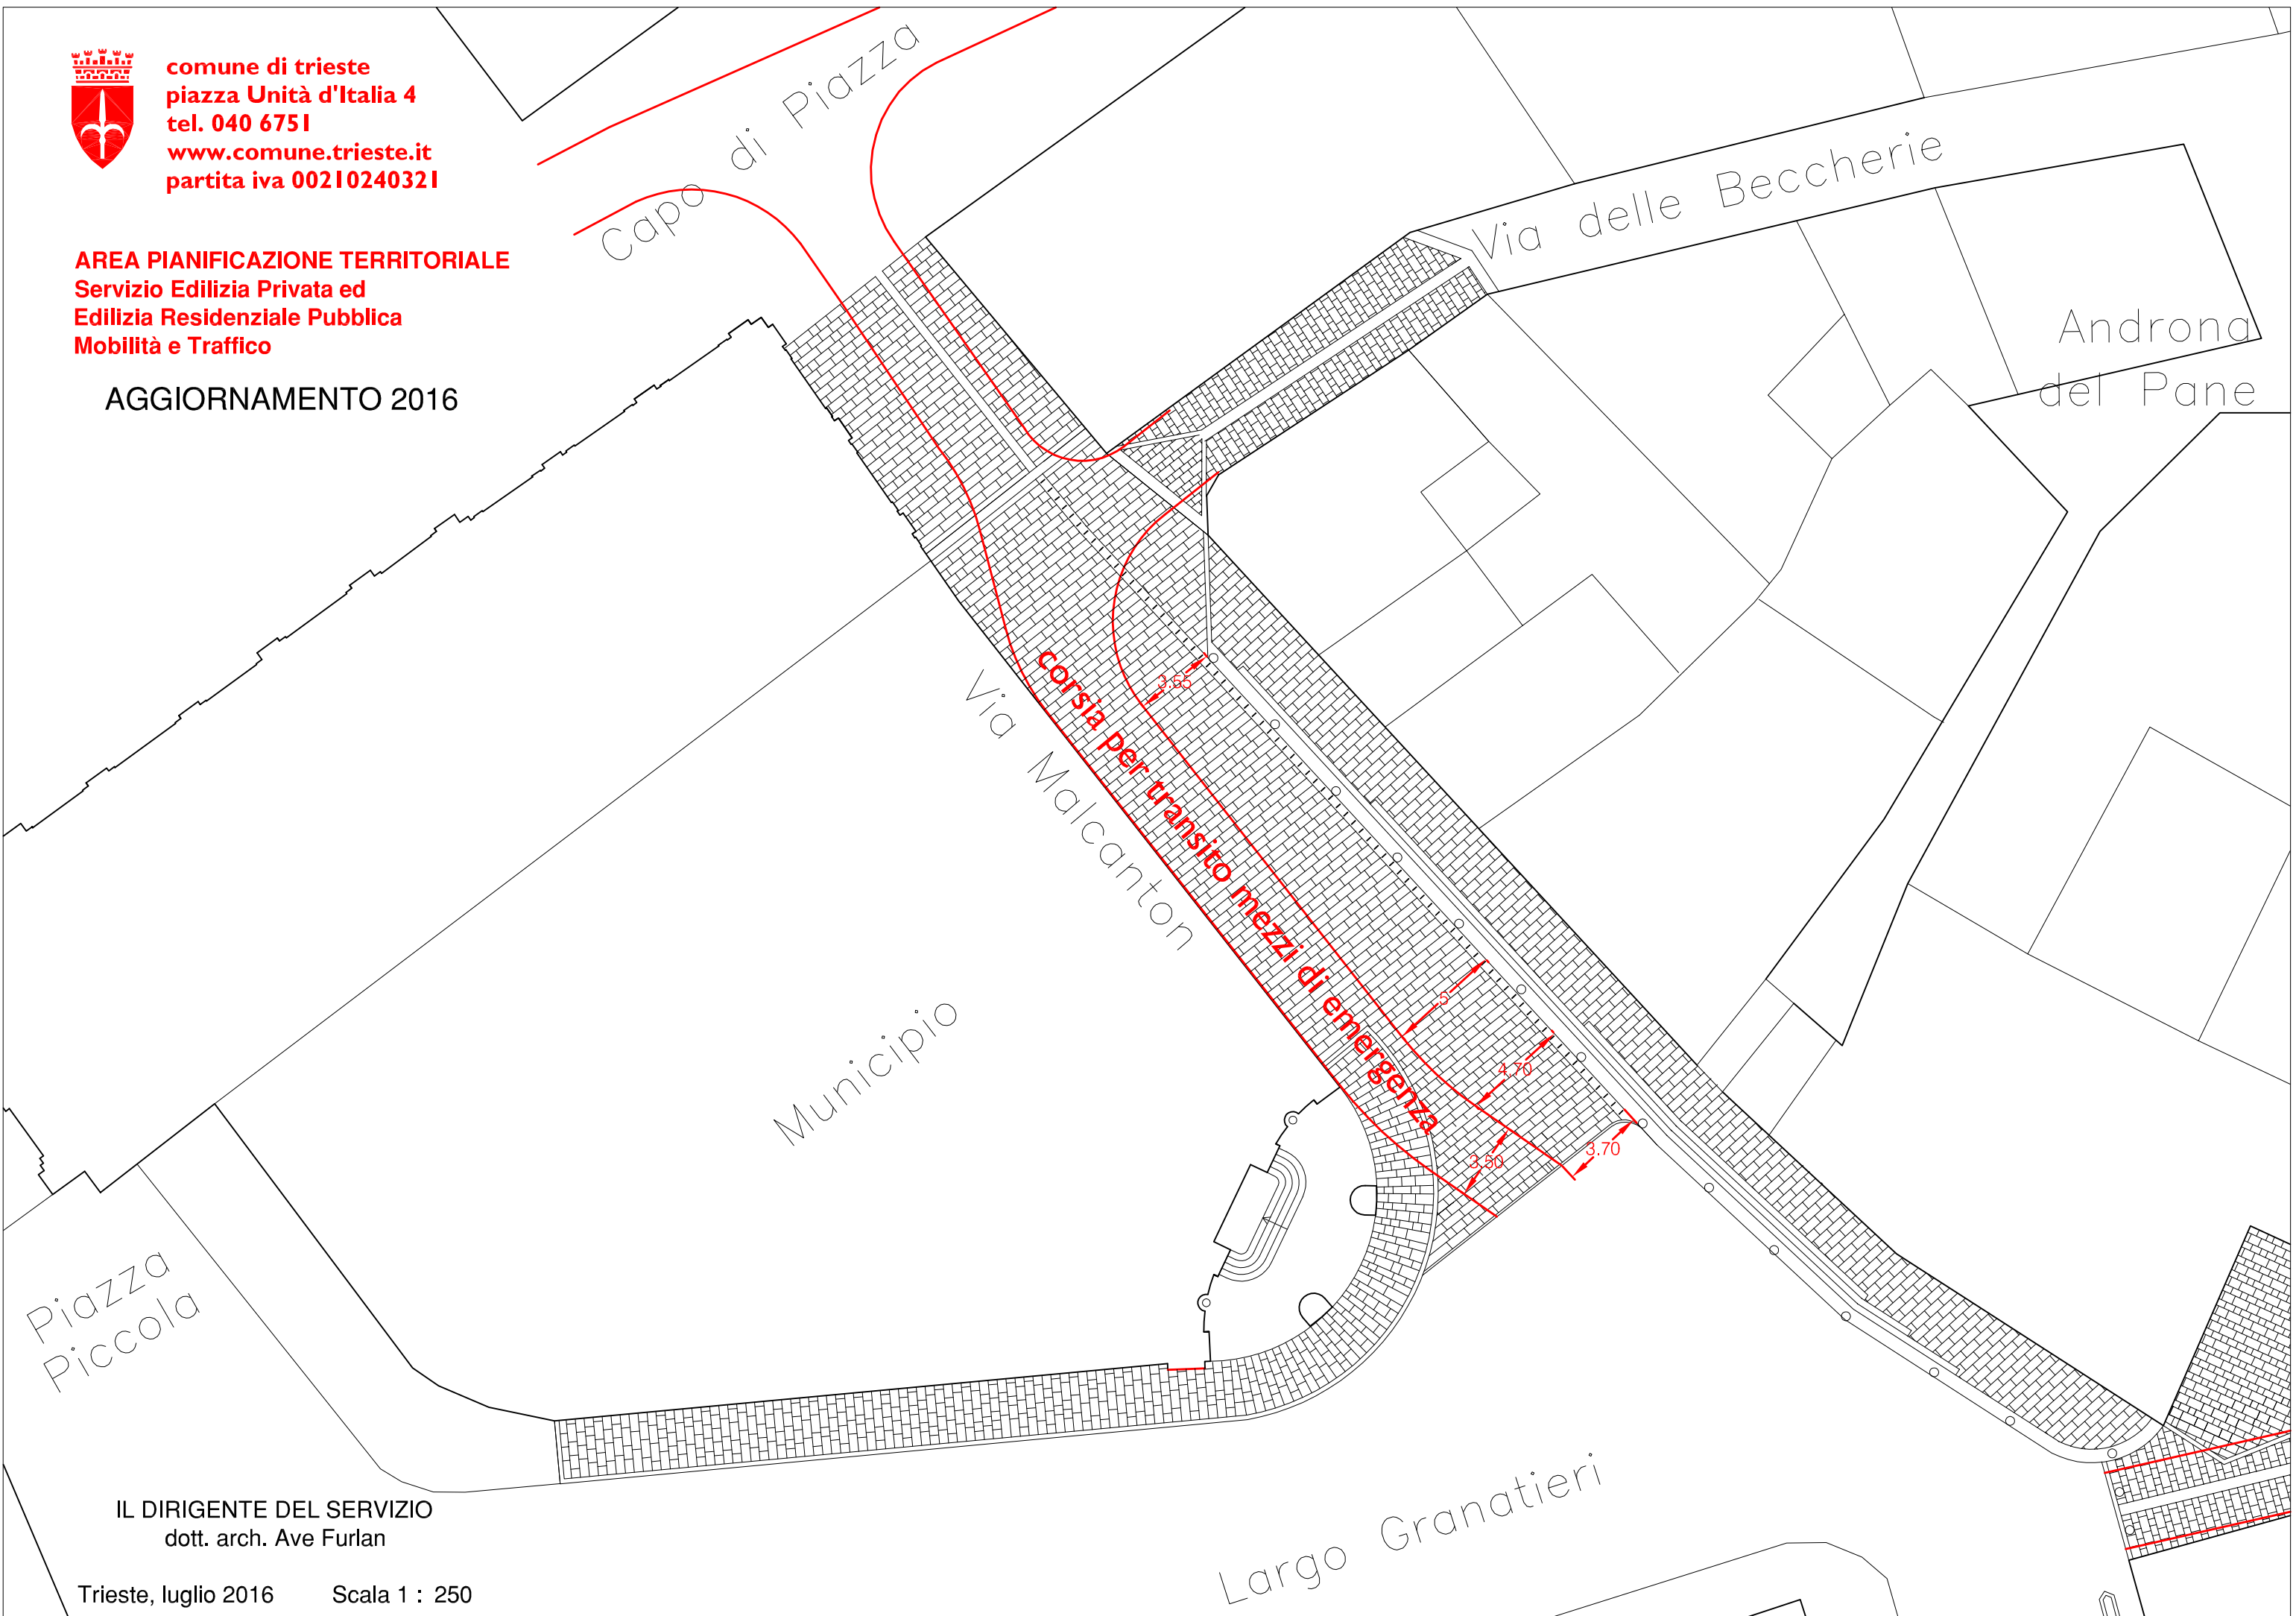 comune di trieste
piazza Unità d'Italia 4
tel. 040 6751
www.comune.trieste.it
partita iva 00210240321
AREA PIANIFICAZIONE TERRITORIALE
Servizio Edilizia Privata ed
Edilizia Residenziale Pubblica
Mobilità e Traffico
AGGIORNAMENTO 2016
Capo di Piazza
Via delle Beccherie
Androna
del Pane
3.55
corsia per transito mezzi di emergenza
Via Malcanton
5
4.70
3.70
3.50
Municipio
Piazza
Piccola
Largo Granatieri
IL DIRIGENTE DEL SERVIZIO
dott. arch. Ave Furlan
Trieste, luglio 2016 Scala 1 : 250